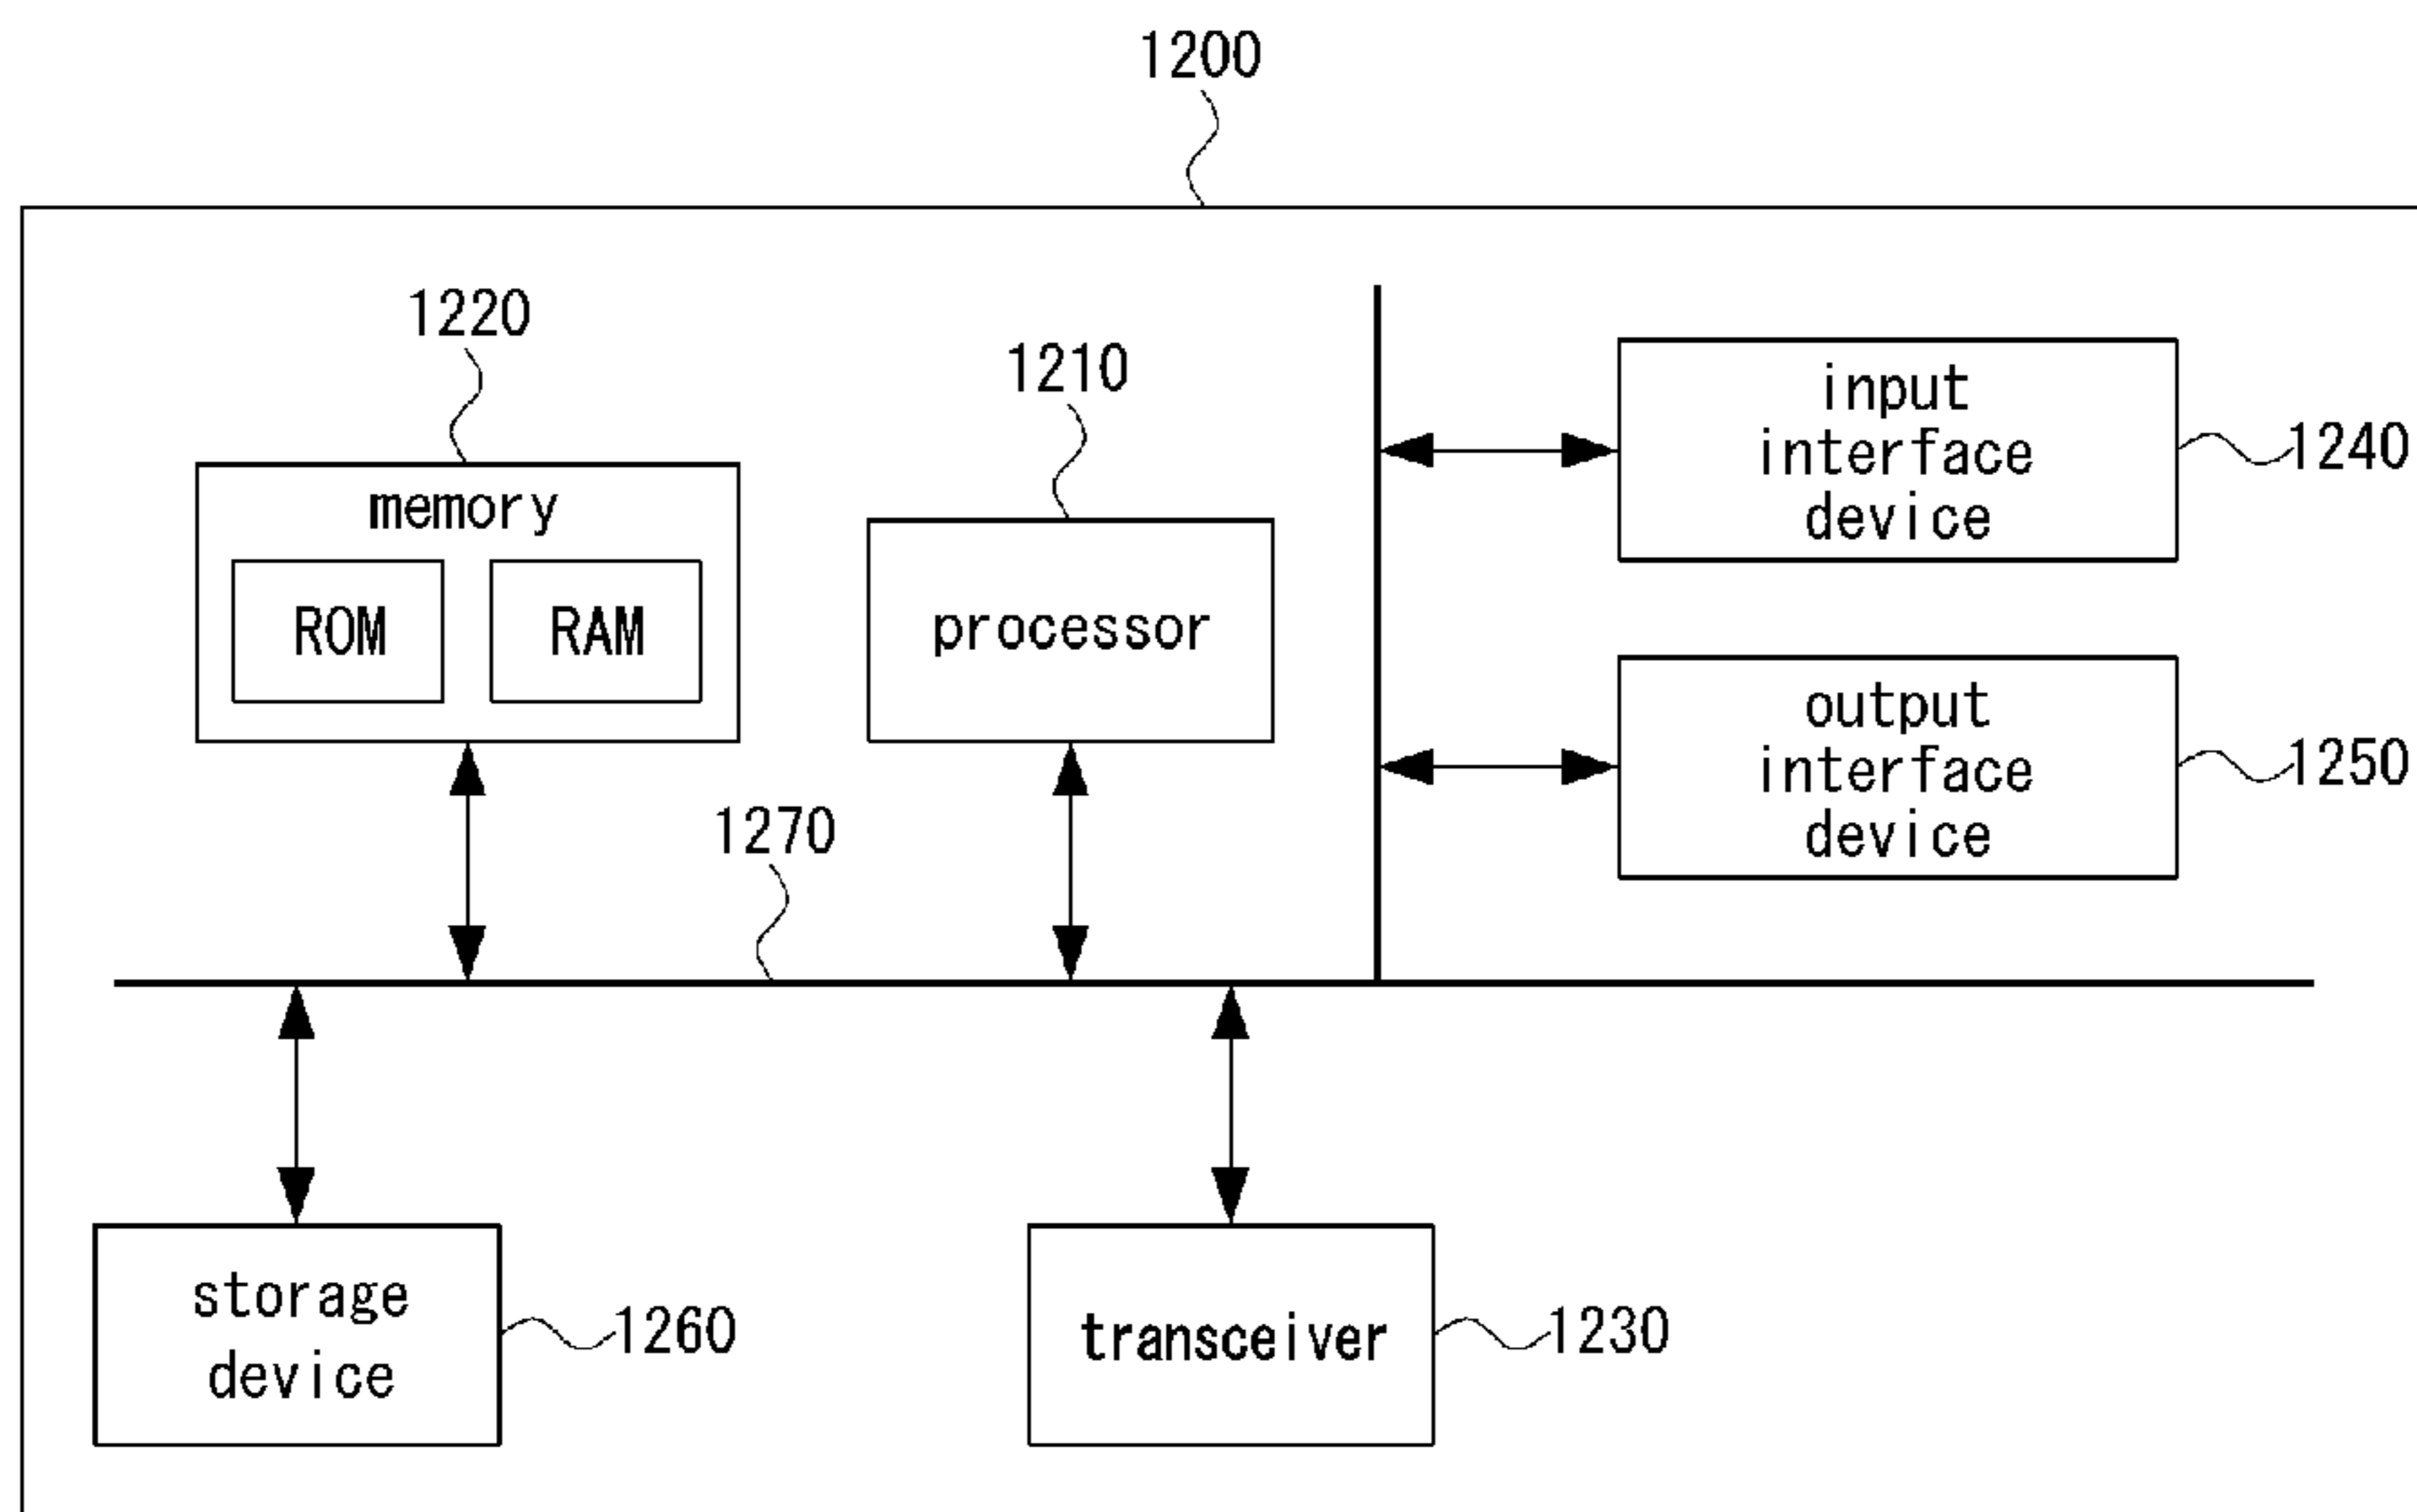 1200
1220
1210
input
interface
device
1240
memory
ROM
RAM
processor
output
interface
device
1250
1270
storage
device
1260
transceiver
1230